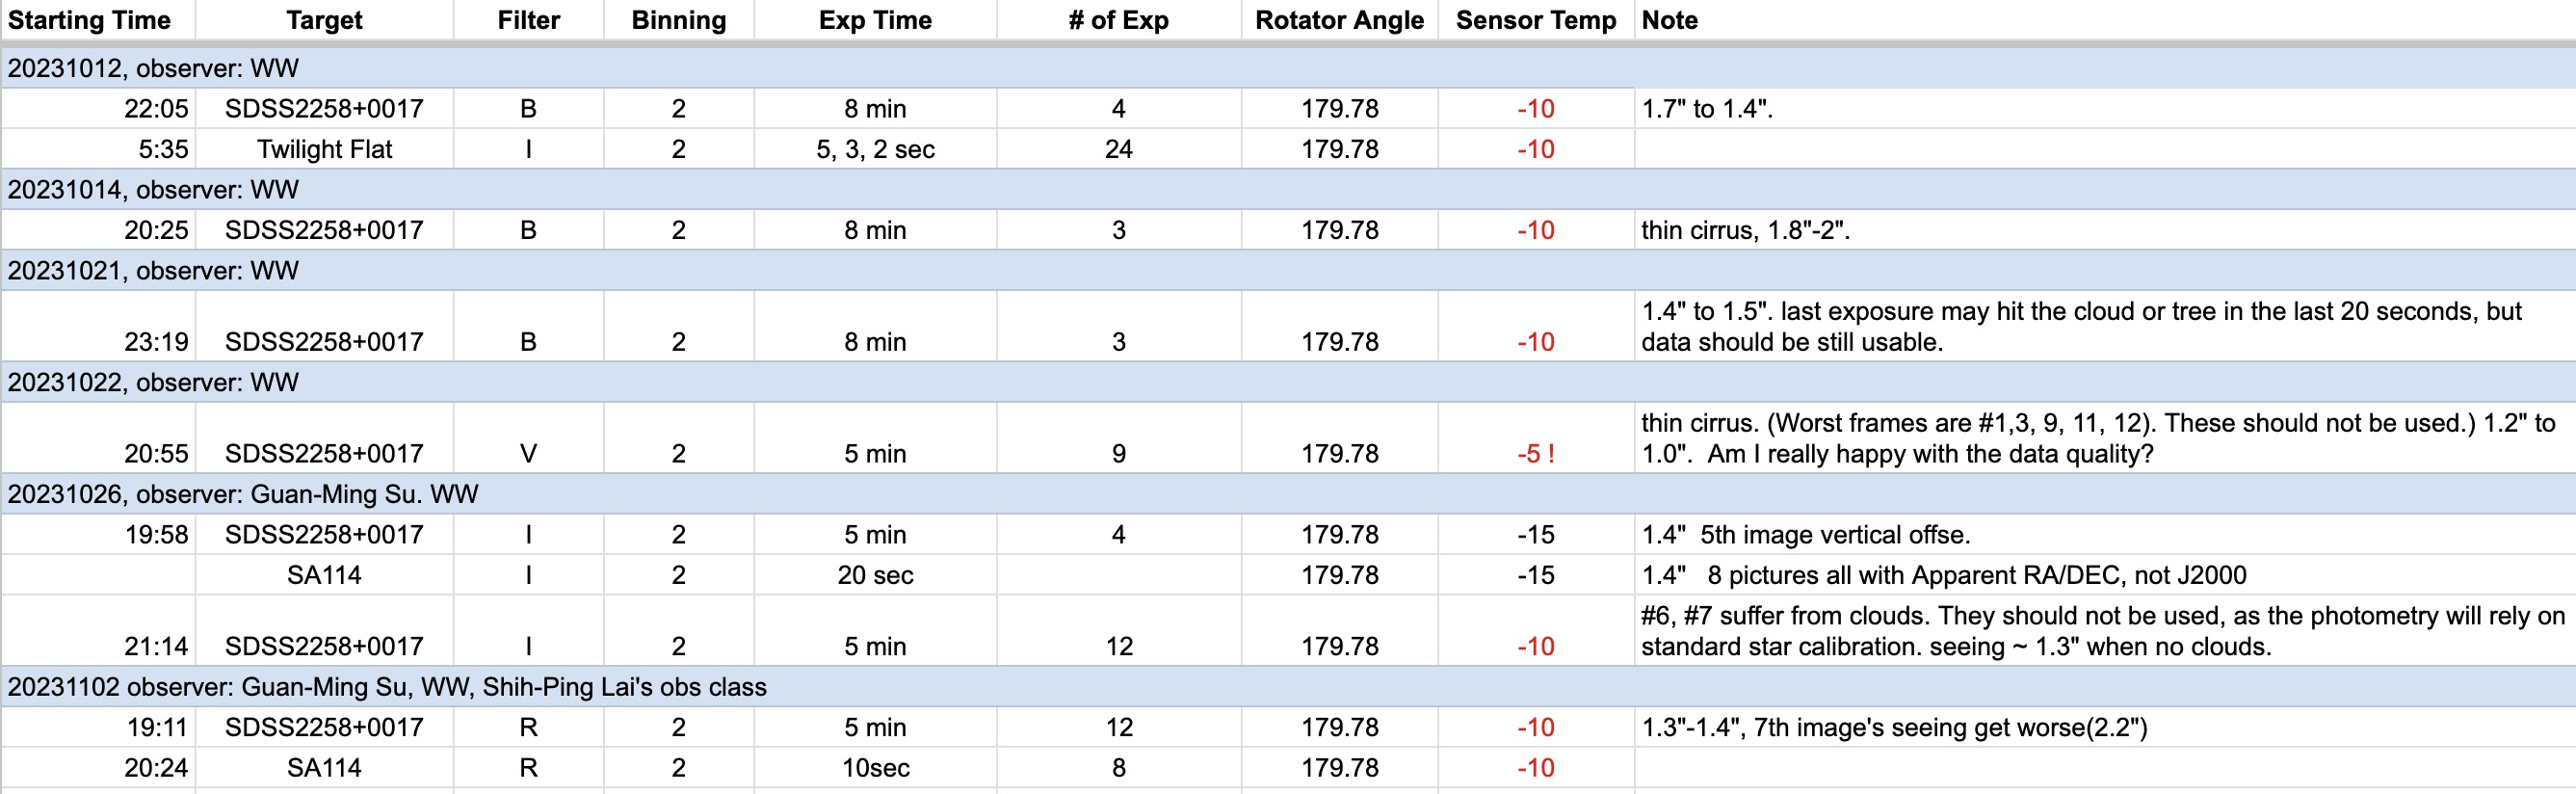 Starting Time Target Filter Binning Exp Time # of Exp Rotator Angle Sensor Temp Note
20231012, observer: WW
22:05 SDSS2258+0017 B 2 8 min 4 179.78 -10 1.7" to 1.4".
5:35 Twilight Flat I 2 5, 3, 2 sec 24 179.78 -10
20231014, observer: WW
20:25 SDSS2258+0017 B 2 8 min 3 179.78 -10 thin cirrus, 1.8"-2".
20231021, observer: WW
1.4" to 1.5". last exposure may hit the cloud or tree in the last 20 seconds, but
23:19 SDSS2258+0017 B 2 8 min 3 179.78 -10 data should be still usable.
20231022, observer: WW
thin cirrus. (Worst frames are #1,3, 9, 11, 12). These should not be used.) 1.2" to
20:55 SDSS2258+0017 V 2 5 min 9 179.78 -5 ! 1.0".  Am I really happy with the data quality?
20231026, observer: Guan-Ming Su. WW
19:58 SDSS2258+0017 I 2 5 min 4 179.78 -15 1.4"  5th image vertical offse.
SA114 I 2 20 sec 179.78 -15 1.4"   8 pictures all with Apparent RA/DEC, not J2000
#6, #7 suffer from clouds. They should not be used, as the photometry will rely on
21:14 SDSS2258+0017 I 2 5 min 12 179.78 -10 standard star calibration. seeing ~ 1.3" when no clouds.
20231102 observer: Guan-Ming Su, WW, Shih-Ping Lai's obs class
19:11 SDSS2258+0017 R 2 5 min 12 179.78 -10 1.3"-1.4", 7th image's seeing get worse(2.2")
20:24 SA114 R 2 10sec 8 179.78 -10